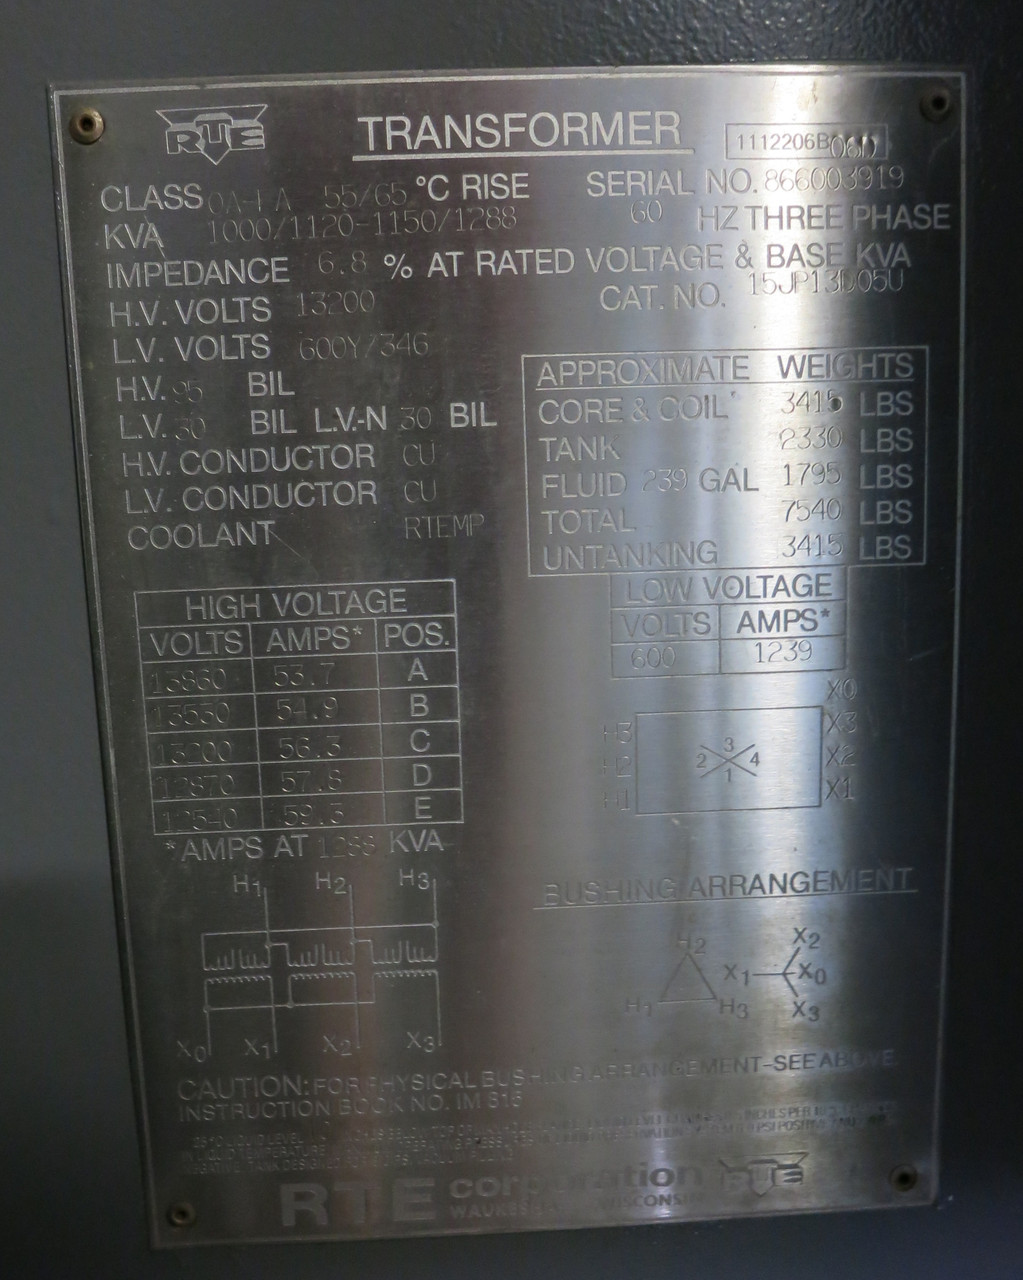 RTE TRANSFORMER 1112206B06D
CLASS OA-FA 55/65 °C RISE SERIAL NO. 866003919
KVA 1000/1120-1150/1288 60 HZ THREE PHASE
IMPEDANCE 6.8 % AT RATED VOLTAGE & BASE KVA
H.V. VOLTS 13200 CAT. NO. 15JP13D05U
L.V. VOLTS 600Y/346
H.V. 95 BIL
L.V. 30 BIL L.V.-N 30 BIL
H.V. CONDUCTOR CU
L.V. CONDUCTOR CU
COOLANT RTEMP
APPROXIMATE WEIGHTS
CORE & COIL 3415 LBS
TANK 2330 LBS
FLUID 239 GAL 1795 LBS
TOTAL 7540 LBS
UNTANKING 3415 LBS
HIGH VOLTAGE
VOLTS AMPS* POS.
13860 53.7 A
13530 54.9 B
13200 56.3 C
12870 57.8 D
12540 59.3 E
*AMPS AT 1288 KVA
LOW VOLTAGE
VOLTS AMPS*
600 1239
X0
H3 X3
H2 X2
H1 X1
3
2 4
1
BUSHING ARRANGEMENT
H1 H2 H3
X0 X1 X2 X3
H2 X2
X1 X0
H1 H3 X3
CAUTION: FOR PHYSICAL BUSHING ARRANGEMENT-SEE ABOVE
INSTRUCTION BOOK NO. IM
RTE corporation RTE
WISCONSIN